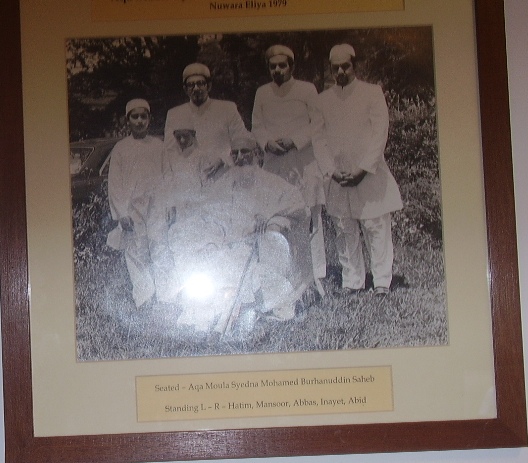 Nuwara Eliya 1979
Seated - Aqa Moula Syedna Mohamed Burhanuddin Saheb
Standing L - R - Hatim, Mansoor, Abbas, Inayet, Abid